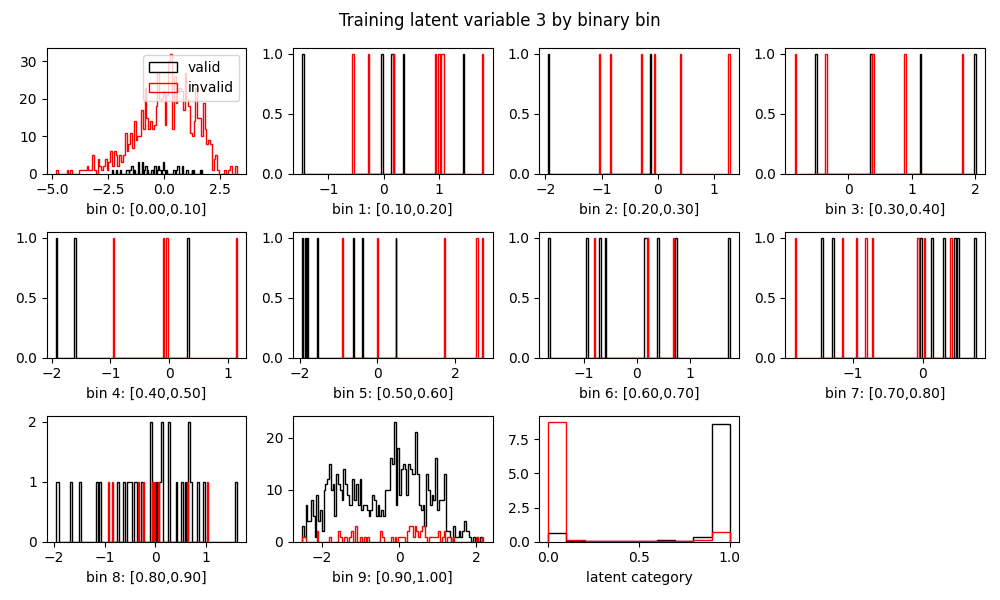 Training latent variable 3 by binary bin
valid
invalid
30
20
10
0
−5.0 −2.5 0.0 2.5
bin 0: [0.00,0.10]
1.0
0.5
0.0
−1 0 1
bin 1: [0.10,0.20]
1.0
0.5
0.0
−2 −1 0 1
bin 2: [0.20,0.30]
1.0
0.5
0.0
0 1 2
bin 3: [0.30,0.40]
1.0
0.5
0.0
−2 −1 0 1
bin 4: [0.40,0.50]
1.0
0.5
0.0
−2 0 2
bin 5: [0.50,0.60]
1.0
0.5
0.0
−1 0 1
bin 6: [0.60,0.70]
1.0
0.5
0.0
−1 0
bin 7: [0.70,0.80]
2
1
0
−2 −1 0 1
bin 8: [0.80,0.90]
20
10
0
−2 0 2
bin 9: [0.90,1.00]
7.5
5.0
2.5
0.0
0.0 0.5 1.0
latent category